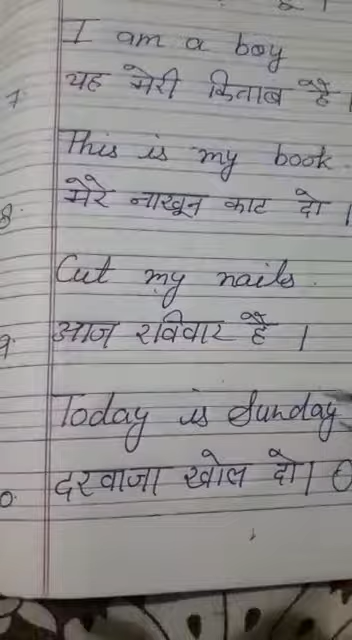 I am a boy
7. यह मेरी किताब है ।
This is my book.
8. मेरे नाखून काट दो ।
Cut my nails.
9. आज रविवार है ।
Today is Sunday
0. दरवाजा खोल दो ।